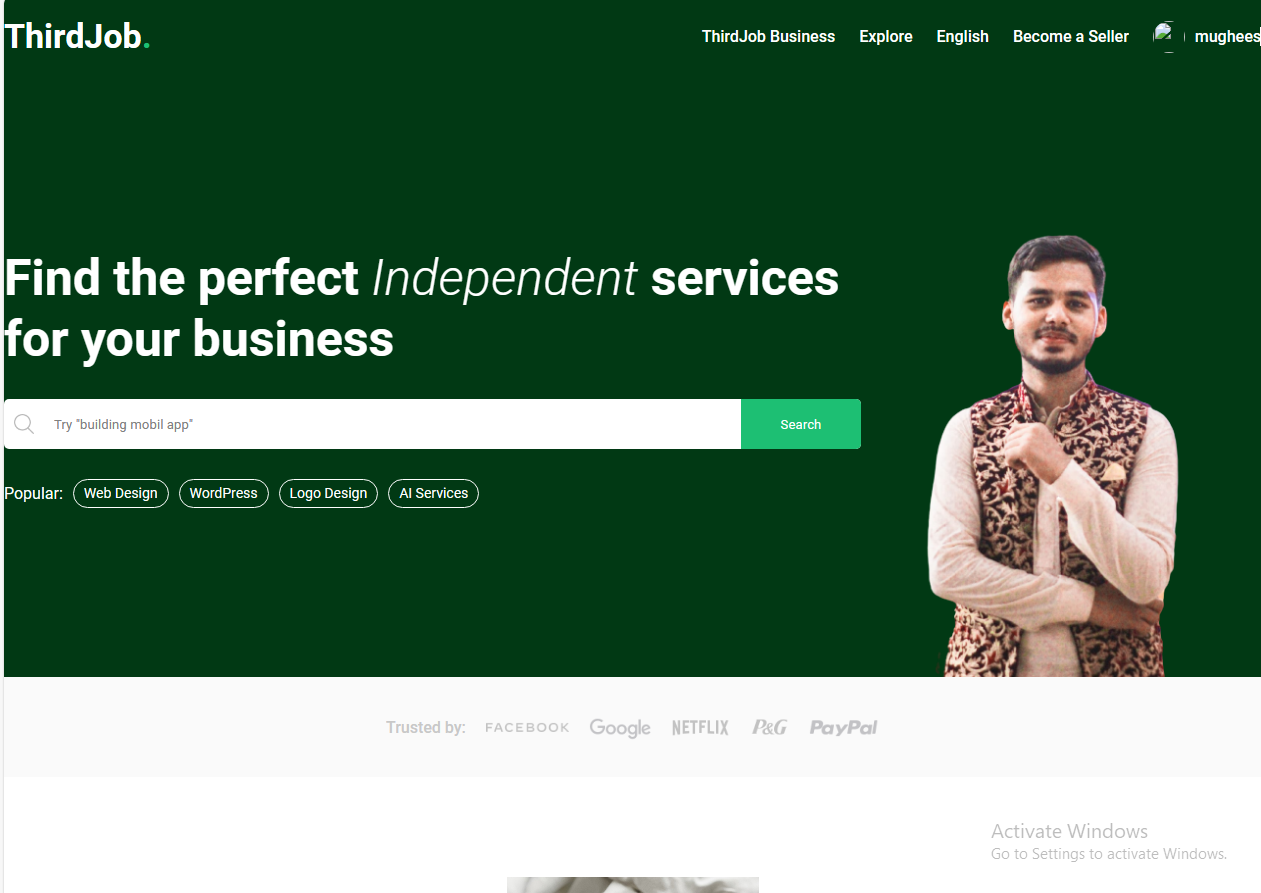 ThirdJob.
ThirdJob Business Explore English Become a Seller mughees
Find the perfect Independent services
for your business
Try "building mobil app"
Search
Popular: Web Design WordPress Logo Design AI Services
Trusted by: FACEBOOK Google NETFLIX P&G PayPal
Activate Windows
Go to Settings to activate Windows.